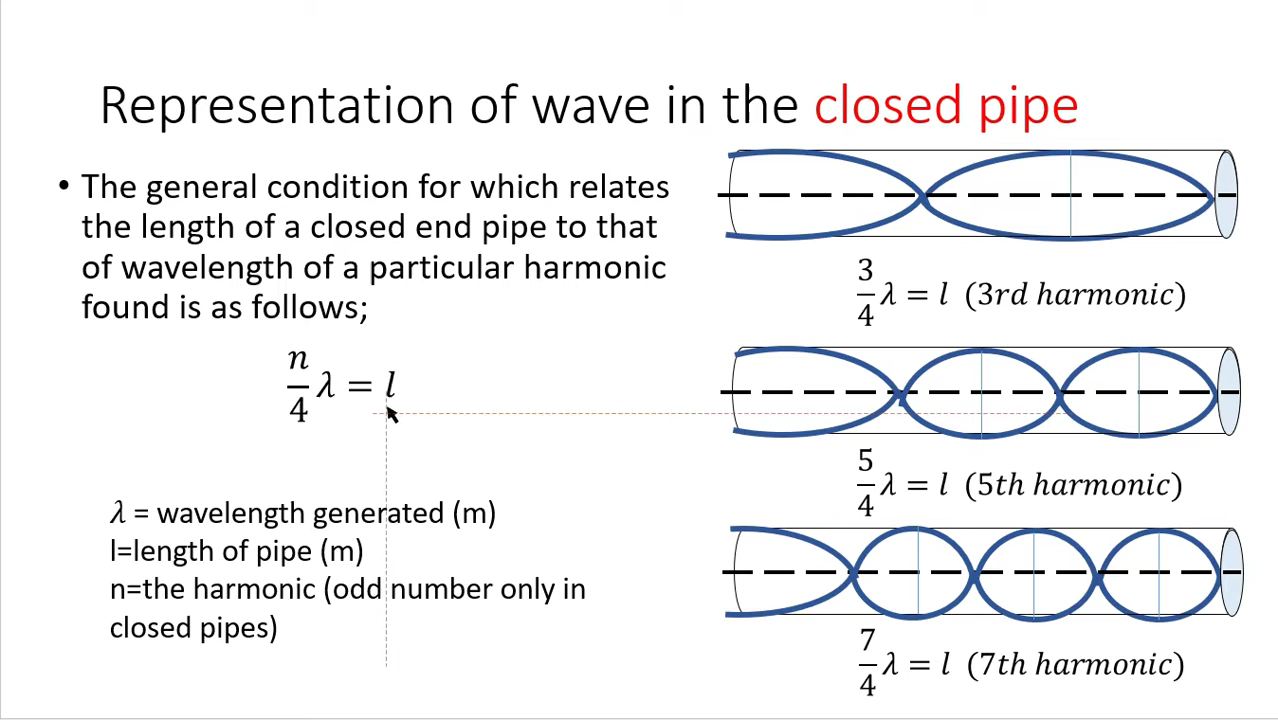 Representation of wave in the closed pipe
• The general condition for which relates
the length of a closed end pipe to that
of wavelength of a particular harmonic
found is as follows;
n/4 λ = l
λ = wavelength generated (m)
l=length of pipe (m)
n=the harmonic (odd number only in
closed pipes)
3/4 λ = l (3rd harmonic)
5/4 λ = l (5th harmonic)
7/4 λ = l (7th harmonic)